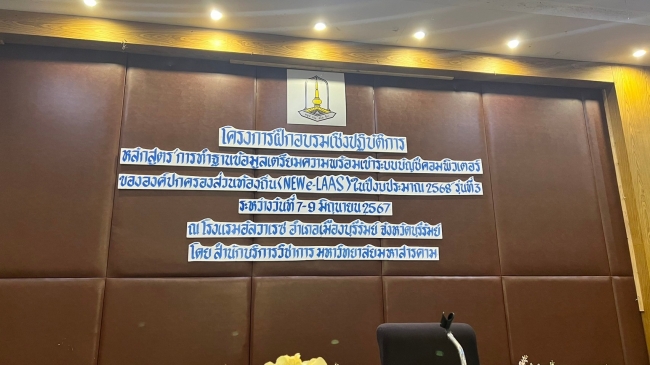 โครงการฝึกอบรมเชิงปฏิบัติการ
หลักสูตร การทำฐานข้อมูลเตรียมความพร้อมเข้าระบบบัญชีคอมพิวเตอร์
ขององค์ปกครองส่วนท้องถิ่น (NEW e-LAAS) ในปีงบประมาณ 2568 รุ่นที่ 3
ระหว่างวันที่ 7-9 มิถุนายน 2567
ณ โรงแรมอลิวาเรซ อำเภอเมืองบุรีรัมย์ จังหวัดบุรีรัมย์
โดย สำนักบริการวิชาการ มหาวิทยาลัยมหาสารคาม